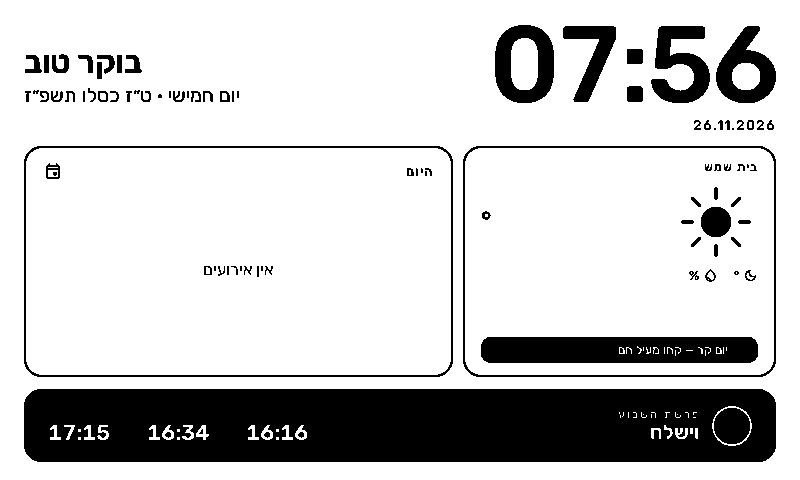 07:56
בוקר טוב
יום חמישי • ט״ז כסלו תשפ״ז
26.11.2026
בית שמש
°
° %
יום קר – קחו מעיל חם
היום
אין אירועים
פרשת השבוע
וישלח
16:16 16:34 17:15